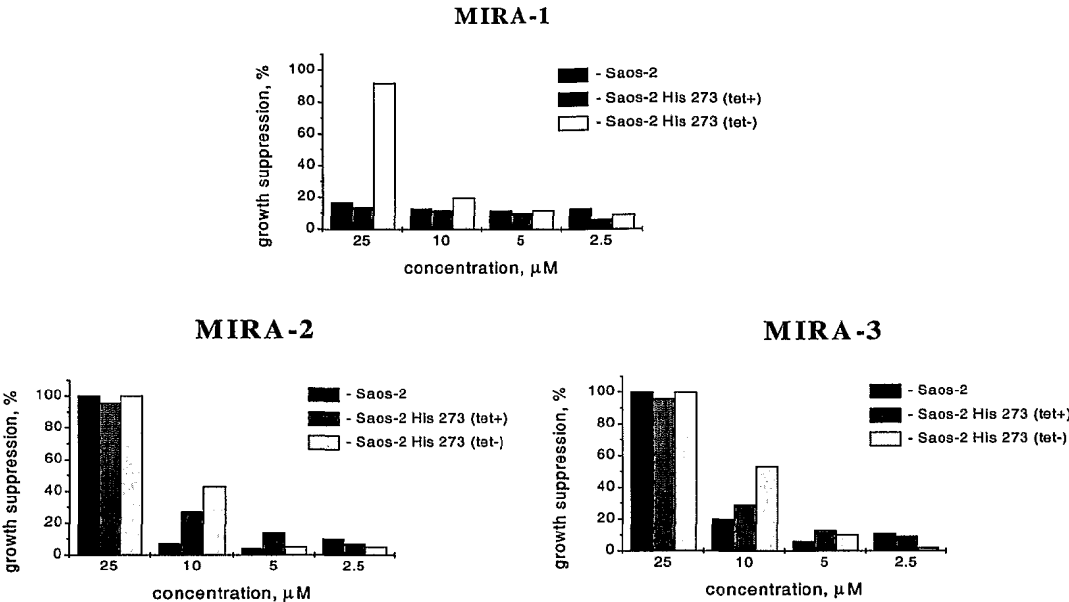 MIRA-1
growth suppression, %
100
80
60
40
20
0
25 10 5 2.5
concentration, μM
- Saos-2
- Saos-2 His 273 (tet+)
- Saos-2 His 273 (tet-)
MIRA-2
growth suppression, %
100
80
60
40
20
0
25 10 5 2.5
concentration, μM
- Saos-2
- Saos-2 His 273 (tet+)
- Saos-2 His 273 (tet-)
MIRA-3
growth suppression, %
100
80
60
40
20
0
25 10 5 2.5
concentration, μM
- Saos-2
- Saos-2 His 273 (tet+)
- Saos-2 His 273 (tet-)